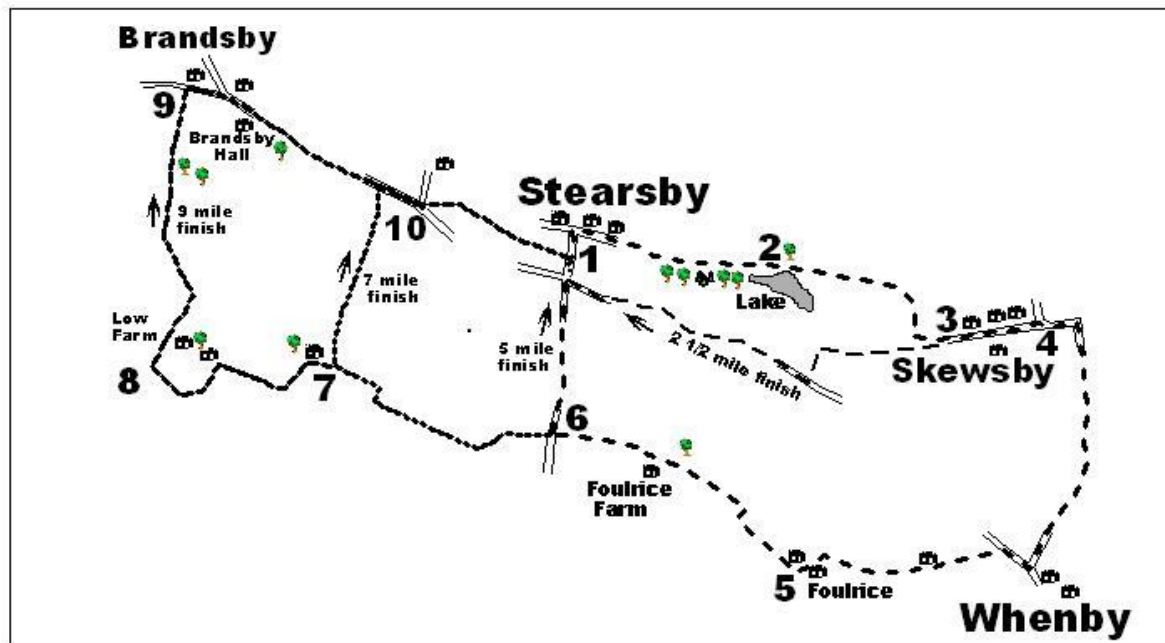 Brandsby
9
Brandsby
Hall
9 mile
finish
10
Stearsby
1
2
Lake
7 mile
finish
3
4
Skewsby
Low
Farm
5 mile
finish
2 1/2 mile finish
8
7
6
Foulrice
Farm
5
Foulrice
Whenby